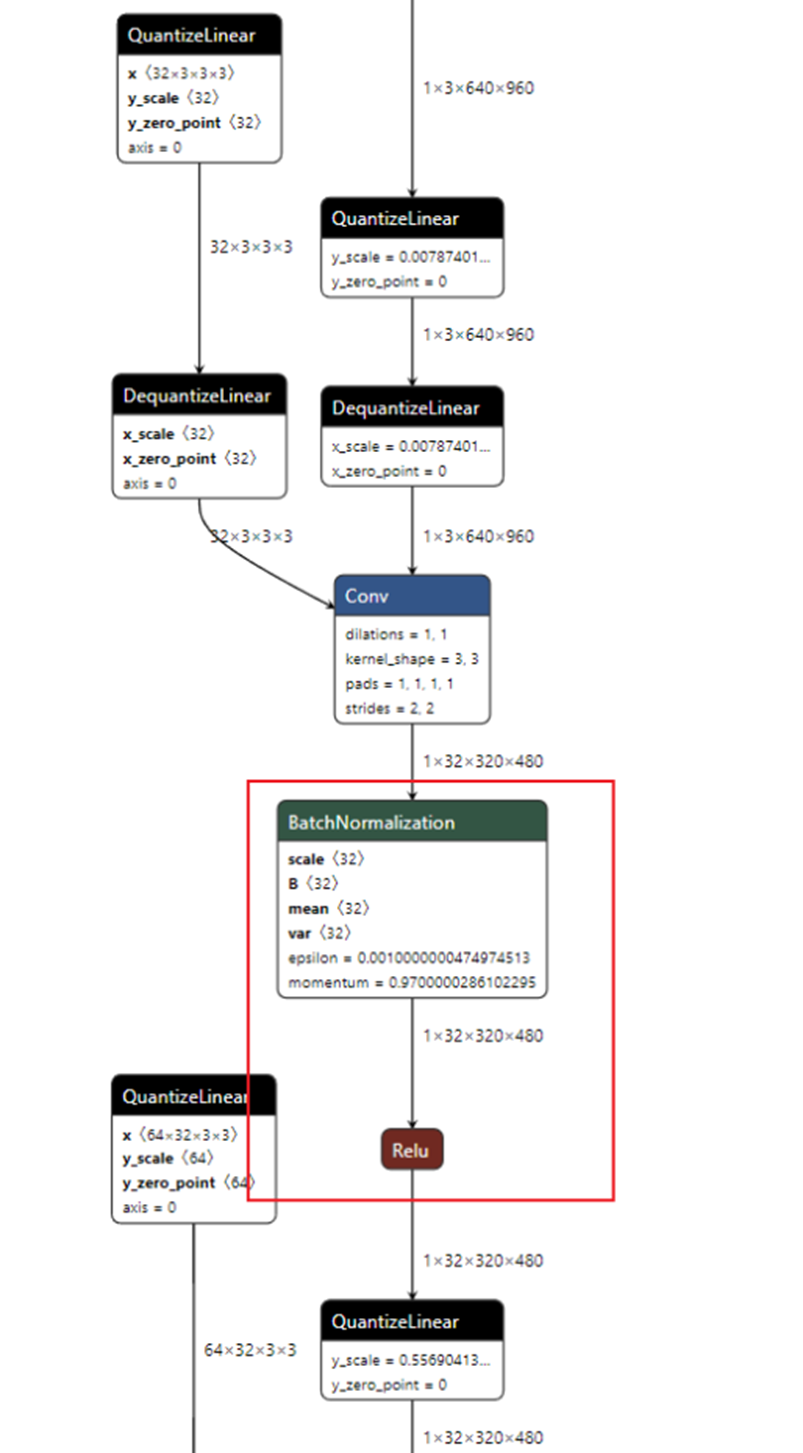 QuantizeLinear
x〈32×3×3×3〉
y_scale〈32〉
y_zero_point〈32〉
axis = 0
1×3×640×960
QuantizeLinear
y_scale = 0.00787401...
y_zero_point = 0
32×3×3×3
1×3×640×960
DequantizeLinear
x_scale〈32〉
x_zero_point〈32〉
axis = 0
DequantizeLinear
x_scale = 0.00787401...
x_zero_point = 0
32×3×3×3
1×3×640×960
Conv
dilations = 1, 1
kernel_shape = 3, 3
pads = 1, 1, 1, 1
strides = 2, 2
1×32×320×480
BatchNormalization
scale〈32〉
B〈32〉
mean〈32〉
var〈32〉
epsilon = 0.0010000000474974513
momentum = 0.9700000286102295
1×32×320×480
QuantizeLinear
x〈64×32×3×3〉
y_scale〈64〉
y_zero_point〈64〉
axis = 0
Relu
1×32×320×480
QuantizeLinear
y_scale = 0.55690413...
y_zero_point = 0
64×32×3×3
1×32×320×480